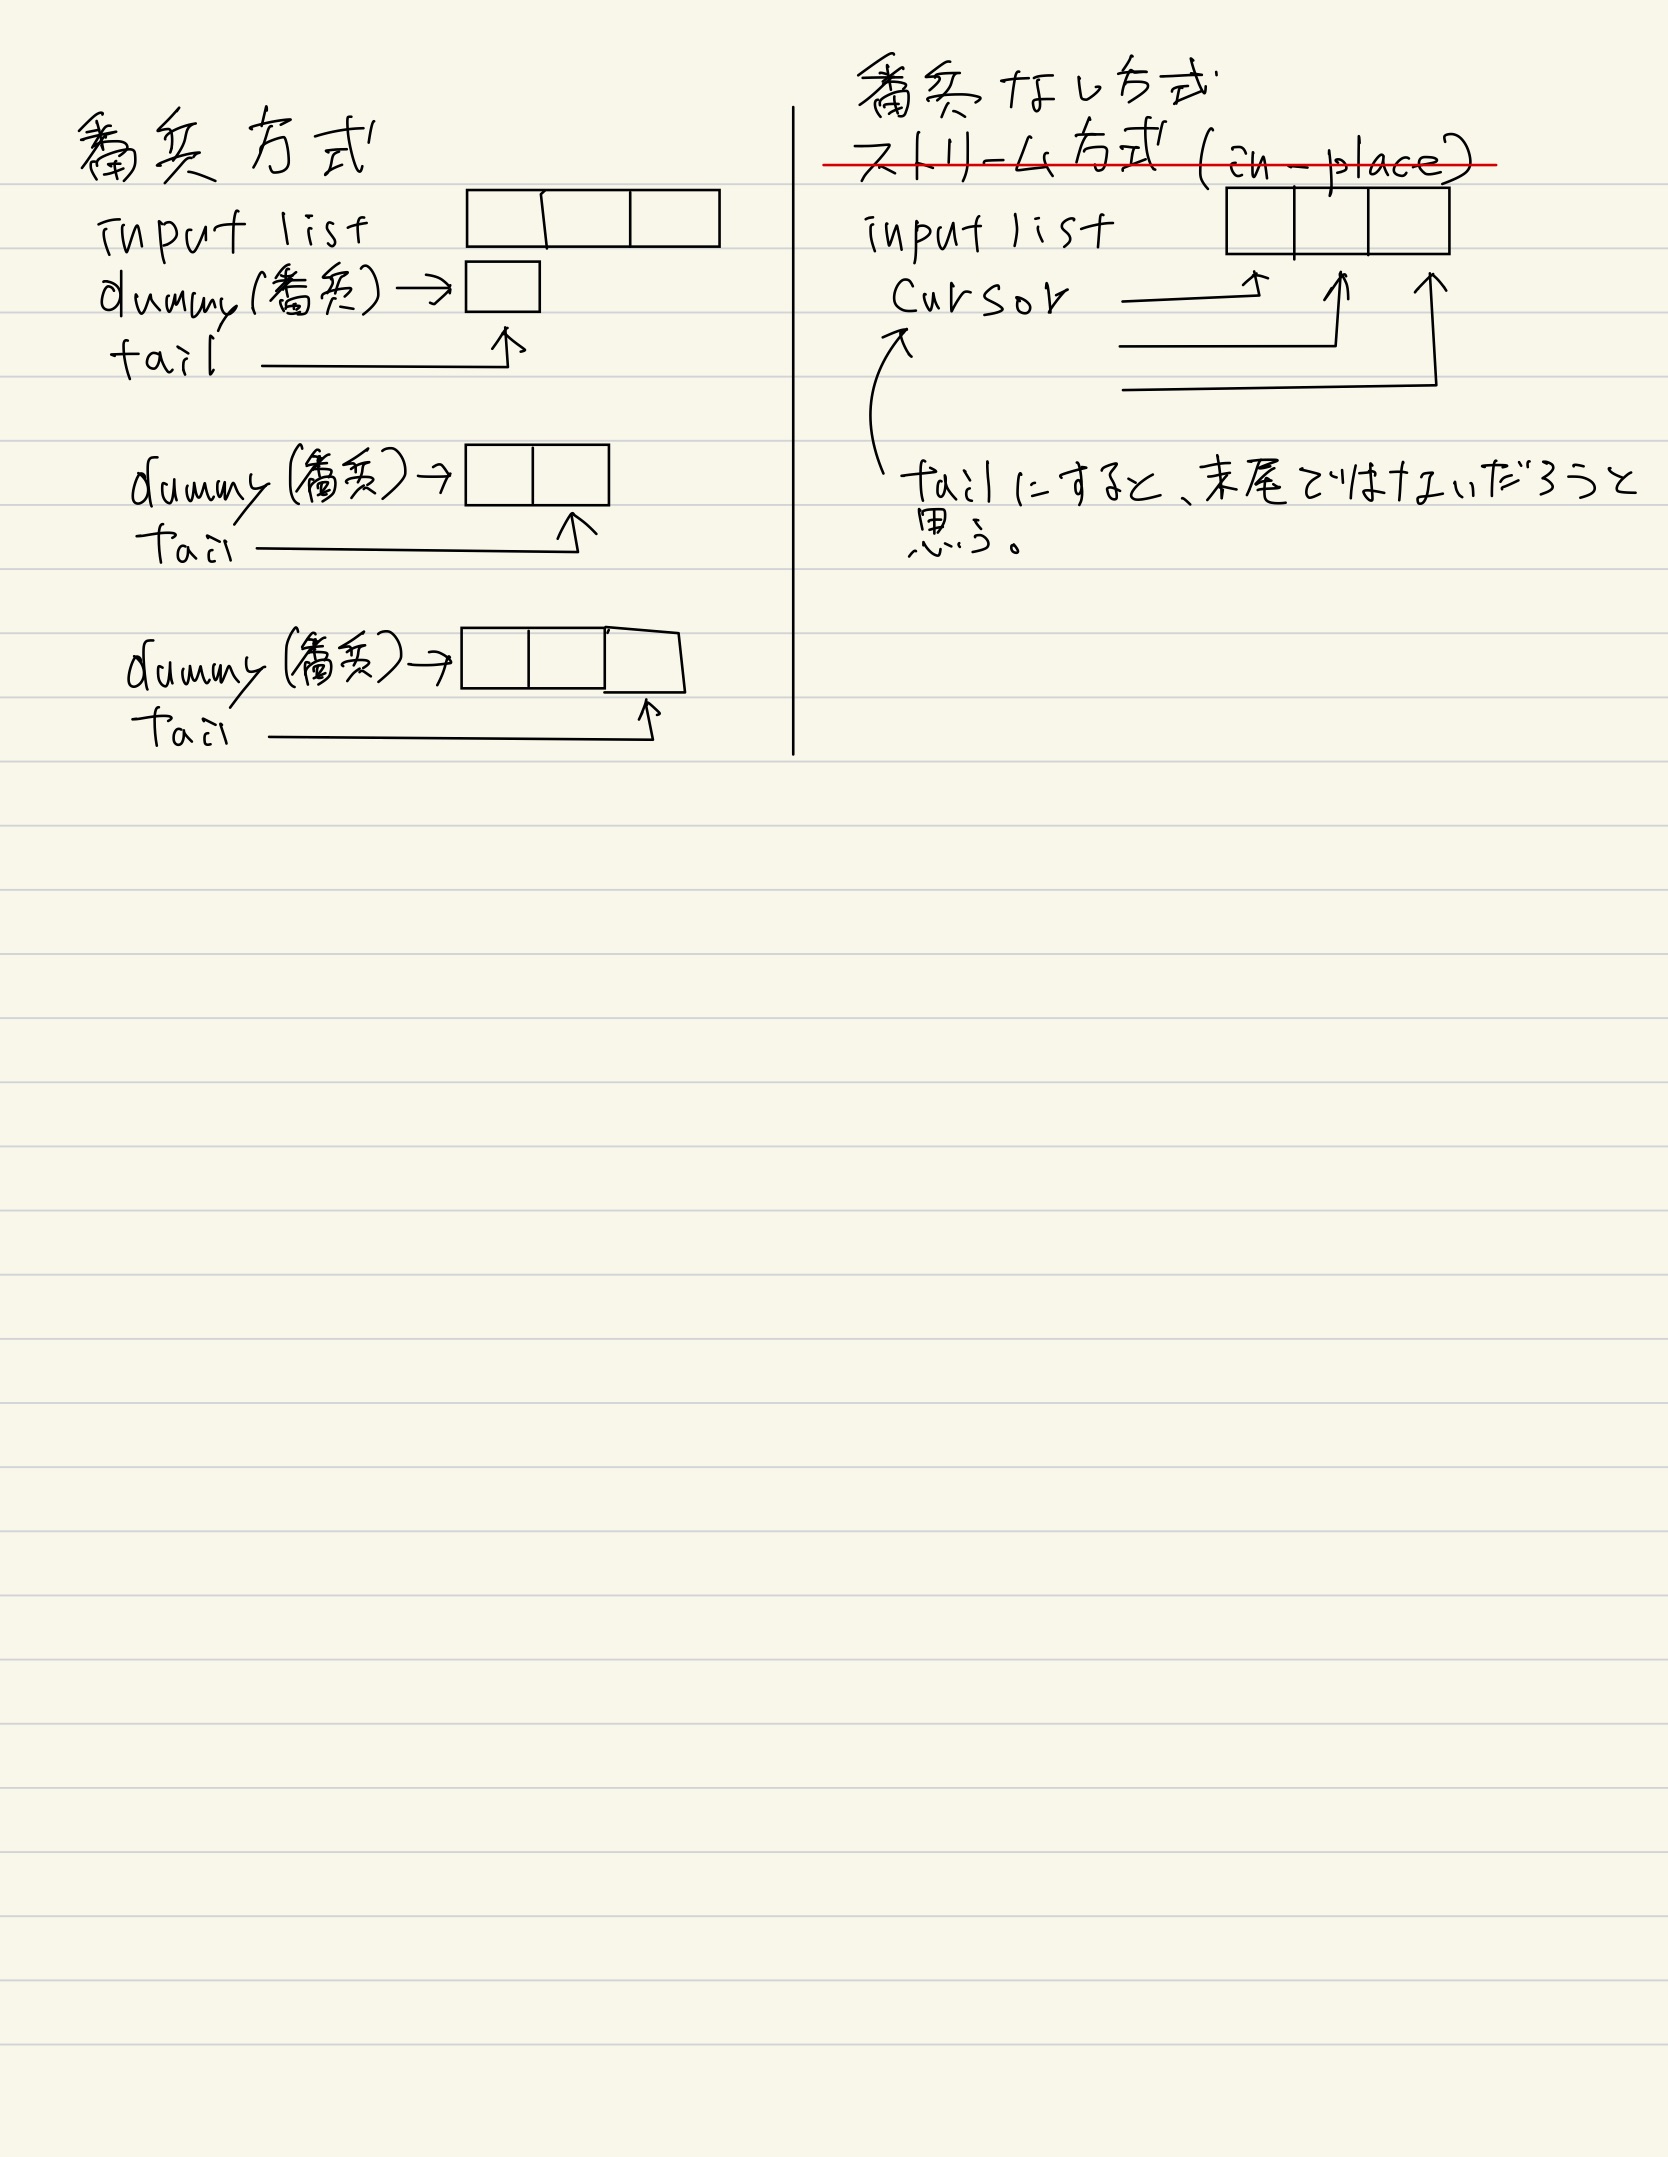 番兵方式
input list
dummy(番兵)→
tail
dummy(番兵)→
tail
dummy(番兵)→
tail
番兵なし方式
ストリーム方式(in-place)
input list
cursor
tailにすると、末尾ではないだろうと
思う。